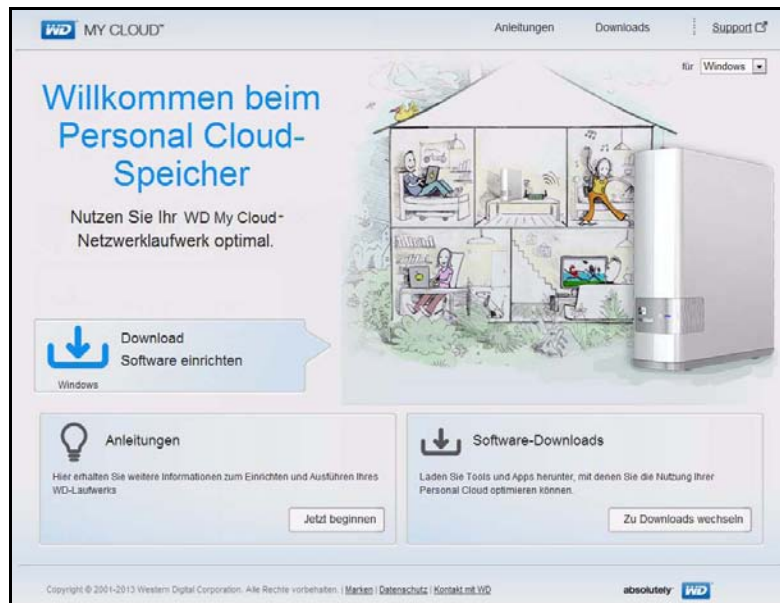 WD MY CLOUD™
Anleitungen Downloads Support
für Windows
Willkommen beim
Personal Cloud-
Speicher
Nutzen Sie Ihr WD My Cloud-
Netzwerklaufwerk optimal.
Download
Software einrichten
Windows
Anleitungen
Hier erhalten Sie weitere Informationen zum Einrichten und Ausführen Ihres
WD-Laufwerks
Jetzt beginnen
Software-Downloads
Laden Sie Tools und Apps herunter, mit denen Sie die Nutzung Ihrer
Personal Cloud optimieren können.
Zu Downloads wechseln
Copyright © 2001-2013 Western Digital Corporation. Alle Rechte vorbehalten. | Marken | Datenschutz | Kontakt mit WD
absolutely WD